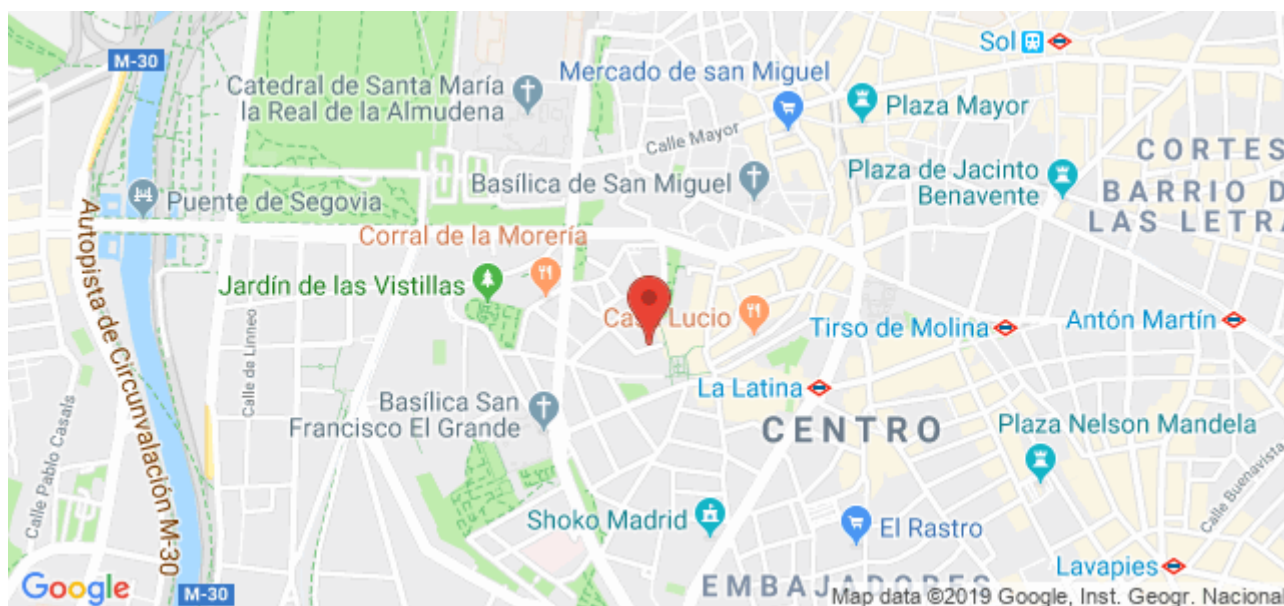 Sol
M-30
Catedral de Santa María
la Real de la Almudena
Mercado de san Miguel
Plaza Mayor
Calle Mayor
CORTES
Plaza de Jacinto
Benavente
BARRIO D
LAS LETRA
Basílica de San Miguel
Puente de Segovia
Corral de la Morería
Jardín de las Vistillas
Autopista de Circunvalación M-30
Calle de Linneo
Lucio
Tirso de Molina
Antón Martín
La Latina
Basílica San
Francisco El Grande
CENTRO
Plaza Nelson Mandela
Calle Pablo Casals
Calle Buenavista
Shoko Madrid
El Rastro
Lavapies
EMBAJADORES
Google
M-30
Map data ©2019 Google, Inst. Geogr. Naciona